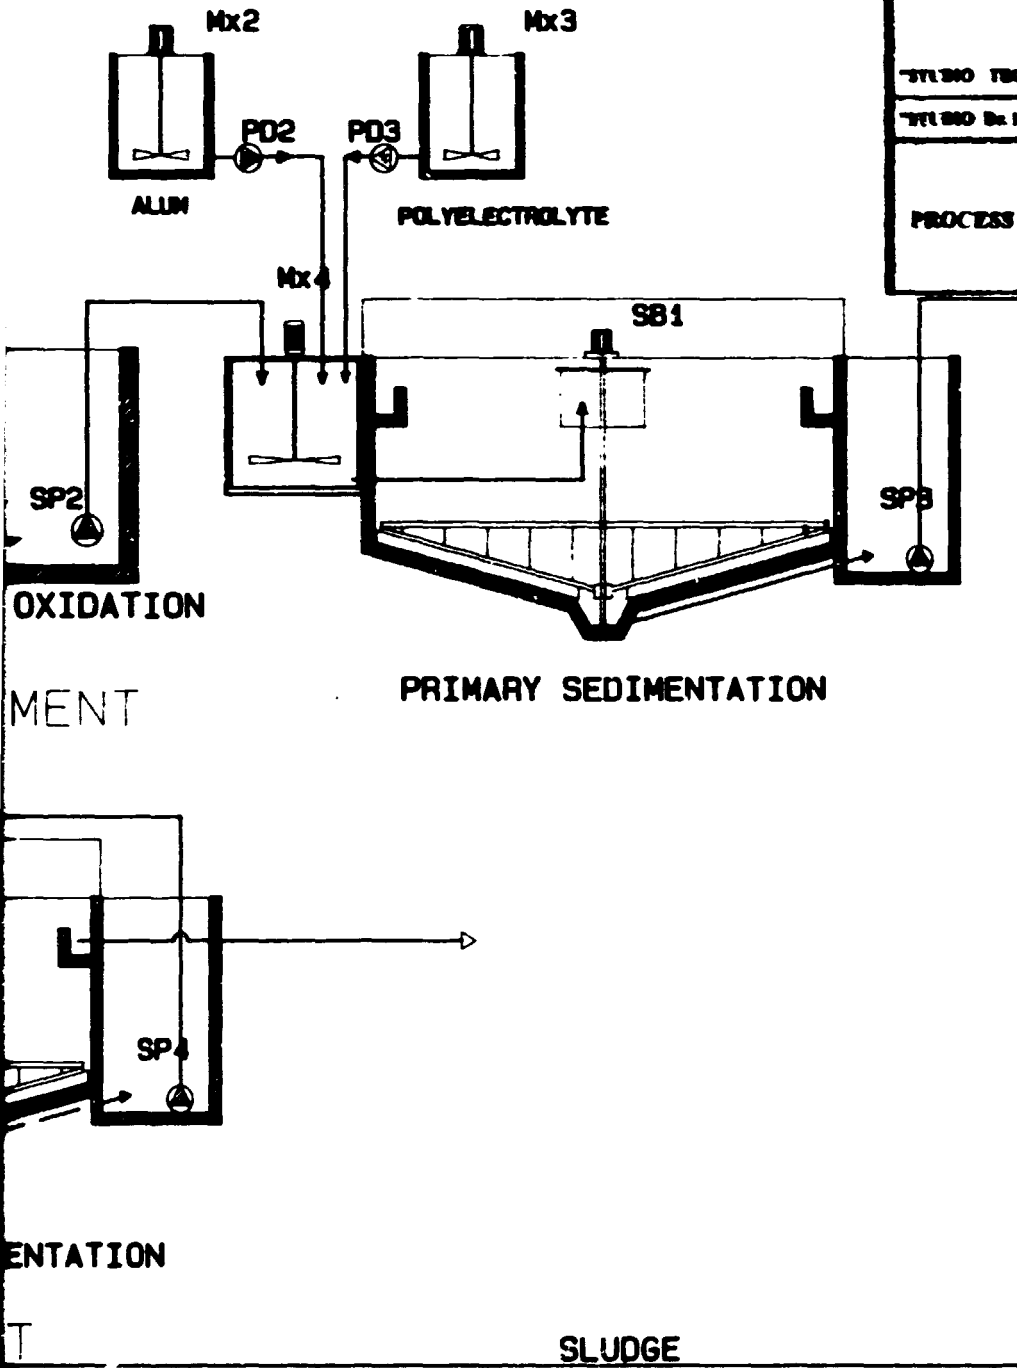 Mx2
Mx3
PD2
PD3
ALUM
POLYELECTROLYTE
PROCESS
Mx4
SB1
SP2
SP3
OXIDATION
MENT
PRIMARY SEDIMENTATION
SP4
ENTATION
T
SLUDGE